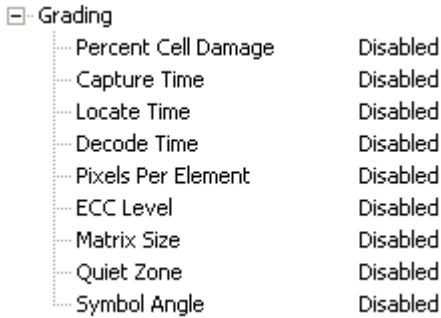 Grading
Percent Cell Damage Disabled
Capture Time Disabled
Locate Time Disabled
Decode Time Disabled
Pixels Per Element Disabled
ECC Level Disabled
Matrix Size Disabled
Quiet Zone Disabled
Symbol Angle Disabled